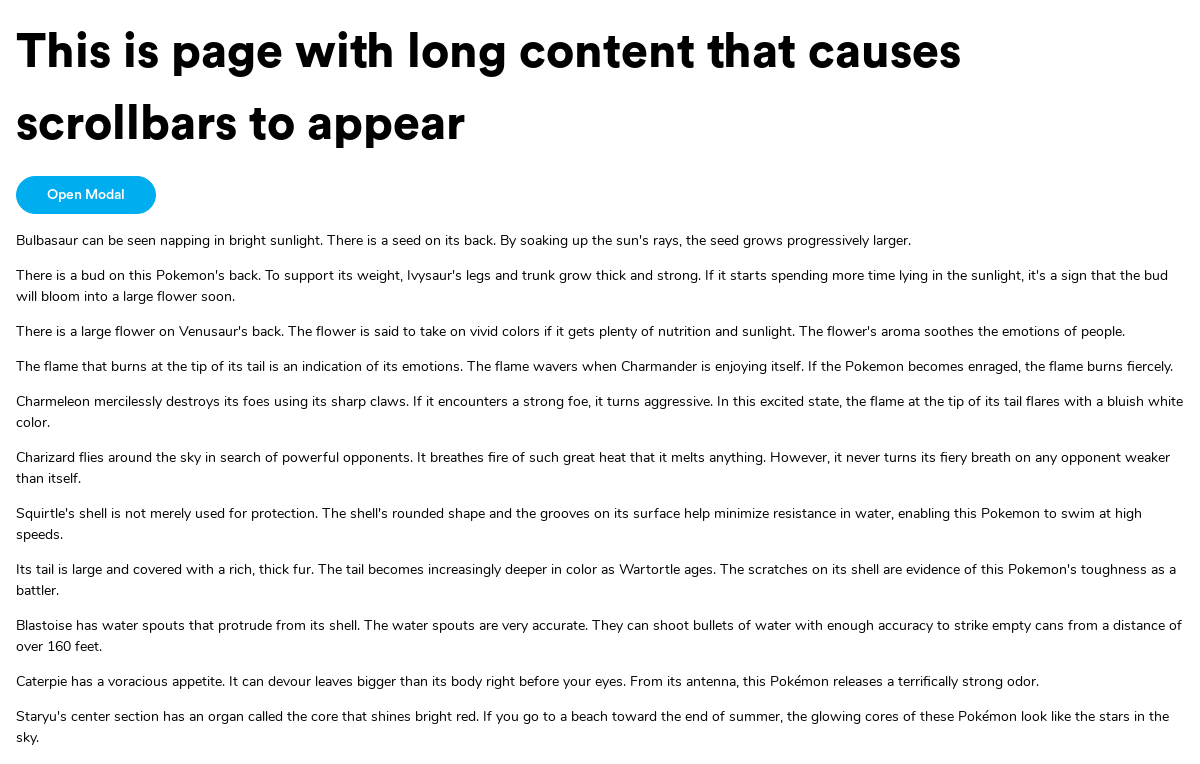 This is page with long content that causes
scrollbars to appear
Open Modal
Bulbasaur can be seen napping in bright sunlight. There is a seed on its back. By soaking up the sun's rays, the seed grows progressively larger.
There is a bud on this Pokemon's back. To support its weight, Ivysaur's legs and trunk grow thick and strong. If it starts spending more time lying in the sunlight, it's a sign that the bud
will bloom into a large flower soon.
There is a large flower on Venusaur's back. The flower is said to take on vivid colors if it gets plenty of nutrition and sunlight. The flower's aroma soothes the emotions of people.
The flame that burns at the tip of its tail is an indication of its emotions. The flame wavers when Charmander is enjoying itself. If the Pokemon becomes enraged, the flame burns fiercely.
Charmeleon mercilessly destroys its foes using its sharp claws. If it encounters a strong foe, it turns aggressive. In this excited state, the flame at the tip of its tail flares with a bluish white
color.
Charizard flies around the sky in search of powerful opponents. It breathes fire of such great heat that it melts anything. However, it never turns its fiery breath on any opponent weaker
than itself.
Squirtle's shell is not merely used for protection. The shell's rounded shape and the grooves on its surface help minimize resistance in water, enabling this Pokemon to swim at high
speeds.
Its tail is large and covered with a rich, thick fur. The tail becomes increasingly deeper in color as Wartortle ages. The scratches on its shell are evidence of this Pokemon's toughness as a
battler.
Blastoise has water spouts that protrude from its shell. The water spouts are very accurate. They can shoot bullets of water with enough accuracy to strike empty cans from a distance of
over 160 feet.
Caterpie has a voracious appetite. It can devour leaves bigger than its body right before your eyes. From its antenna, this Pokémon releases a terrifically strong odor.
Staryu's center section has an organ called the core that shines bright red. If you go to a beach toward the end of summer, the glowing cores of these Pokémon look like the stars in the
sky.